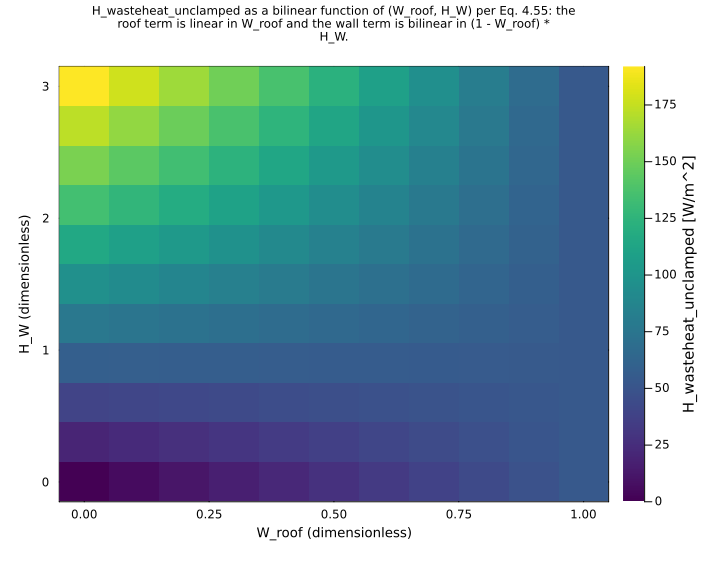 H_wasteheat_unclamped as a bilinear function of (W_roof, H_W) per Eq. 4.55: the
roof term is linear in W_roof and the wall term is bilinear in (1 - W_roof) *
H_W.
3
2
1
0
H_W (dimensionless)
0.00 0.25 0.50 0.75 1.00
W_roof (dimensionless)
175
150
125
100
75
50
25
0
H_wasteheat_unclamped [W/m^2]